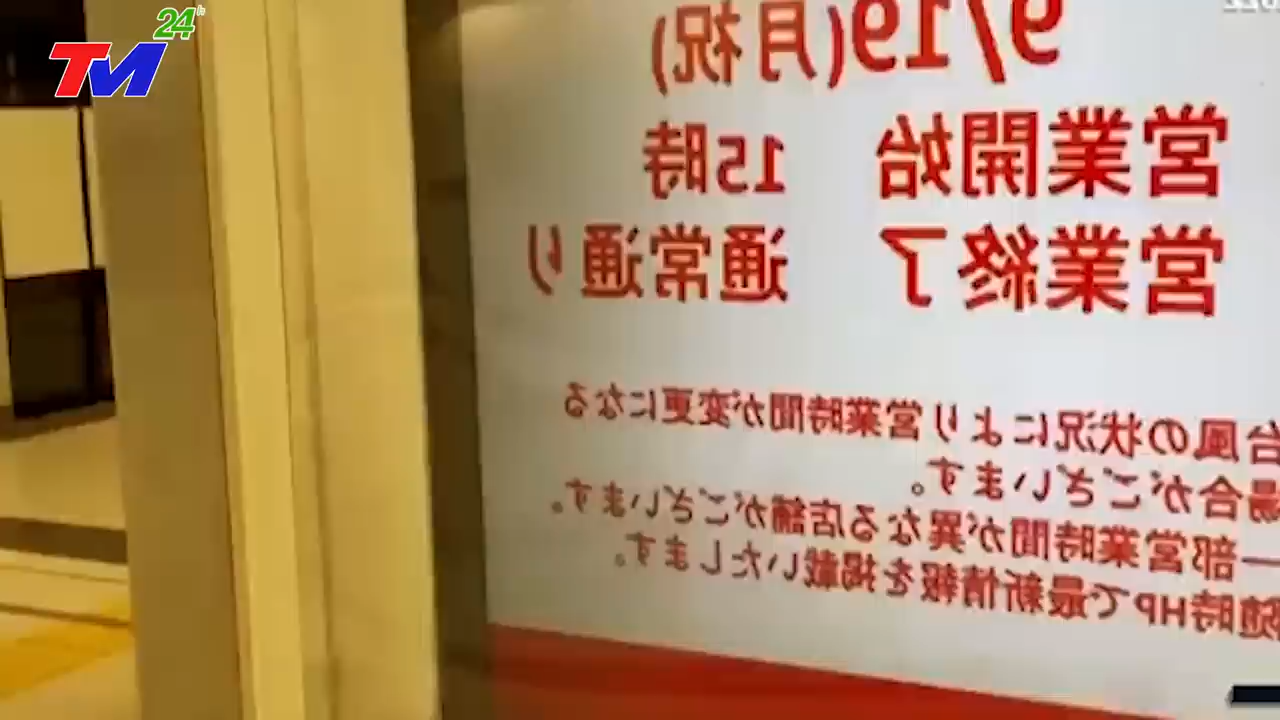 TM24h
9/19(月祝)
営業開始 15時
営業終了 通常通り
台風の状況により営業時間が変更になる
場合がございます。
一部営業時間が異なる店舗がございます。
随時HPで最新情報を掲載いたします。